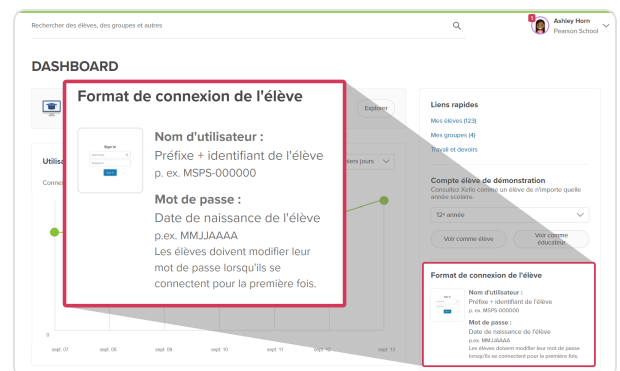 Rechercher des élèves, des groupes et autres
1
Ashley Horn
Pearson School
DASHBOARD
Format de connexion de l'élève
Sign in
Sign in
Nom d'utilisateur :
Préfixe + identifiant de l'élève
p. ex. MSPS-000000
Mot de passe :
Date de naissance de l'élève
p.ex. MMJJAAAA
Les élèves doivent modifier leur
mot de passe lorsqu'ils se
connectent pour la première fois.
Explorer
Utilisa
Connex
iers jours
0
sept. 07
sept. 08
sept. 09
sept. 10
sept. 11
sept. 12
sept. 13
Liens rapides
Mes élèves (123)
Mes groupes (4)
Travail et devoirs
Compte élève de démonstration
Consultez Xello comme un élève de n'importe quelle
année scolaire.
12ᵉ année
Voir comme élève
Voir comme
éducateur
Format de connexion de l'élève
Nom d'utilisateur :
Préfixe + identifiant de l'élève
p. ex. MSPS-000000
Mot de passe :
Date de naissance de l'élève
p.ex. MMJJAAAA
Les élèves doivent modifier leur mot de passe
lorsqu'ils se connectent pour la première fois.